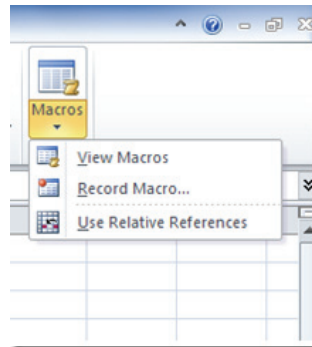 Macros
View Macros
Record Macro...
Use Relative References